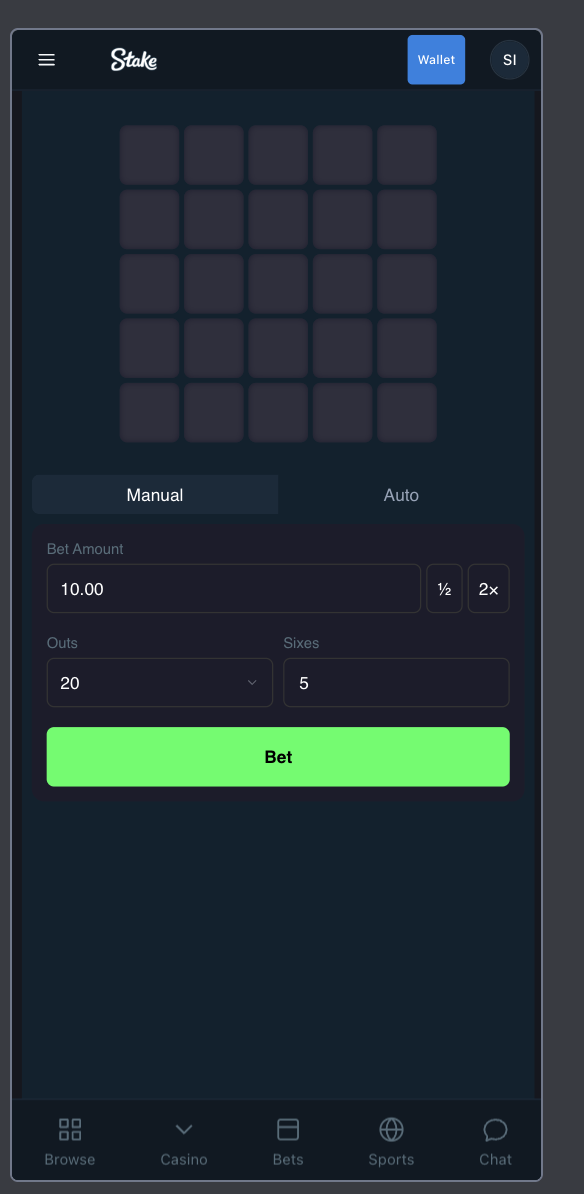 Stake
Wallet
SI
Manual
Auto
Bet Amount
10.00
½
2×
Outs
Sixes
20
5
Bet
Browse
Casino
Bets
Sports
Chat